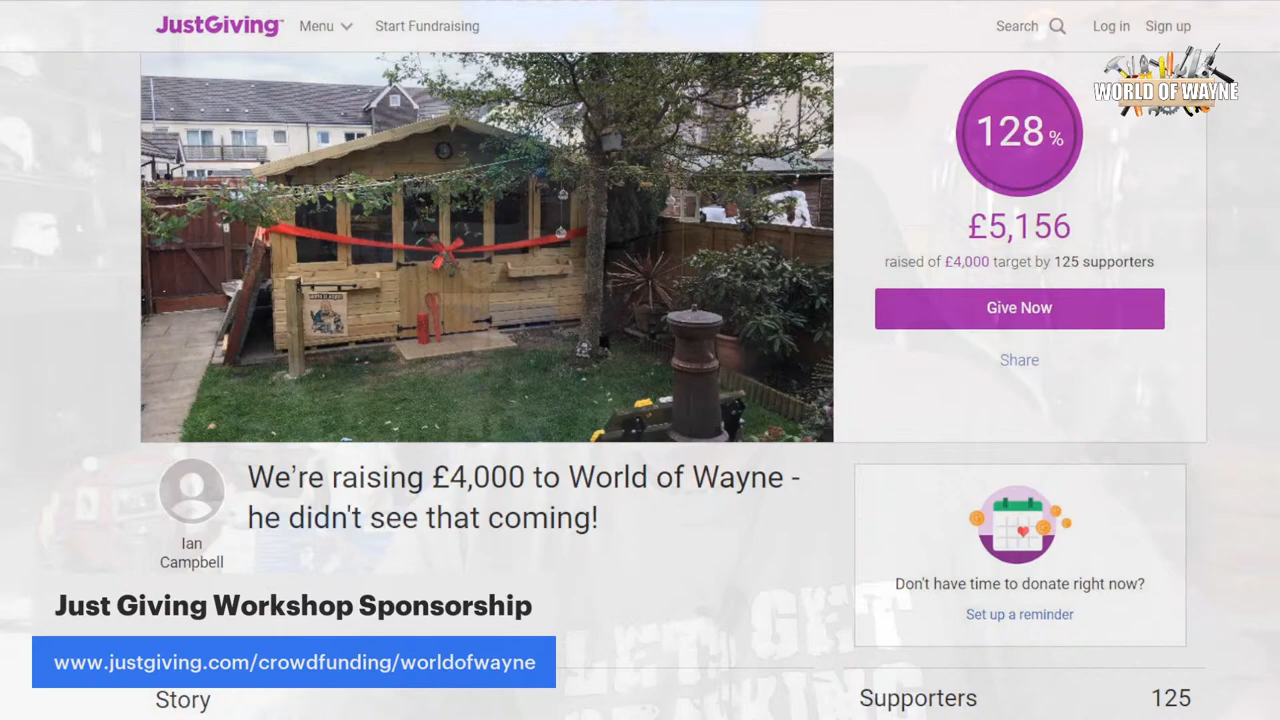 JustGiving
Menu
Start Fundraising
Search
Log in
Sign up
WORLD OF WAYNE
128 %
£5,156
raised of £4,000 target by 125 supporters
Give Now
Share
We're raising £4,000 to World of Wayne -
he didn't see that coming!
Ian
Campbell
Don't have time to donate right now?
Set up a reminder
Just Giving Workshop Sponsorship
www.justgiving.com/crowdfunding/worldofwayne
LET'S GET
Story
Supporters
125